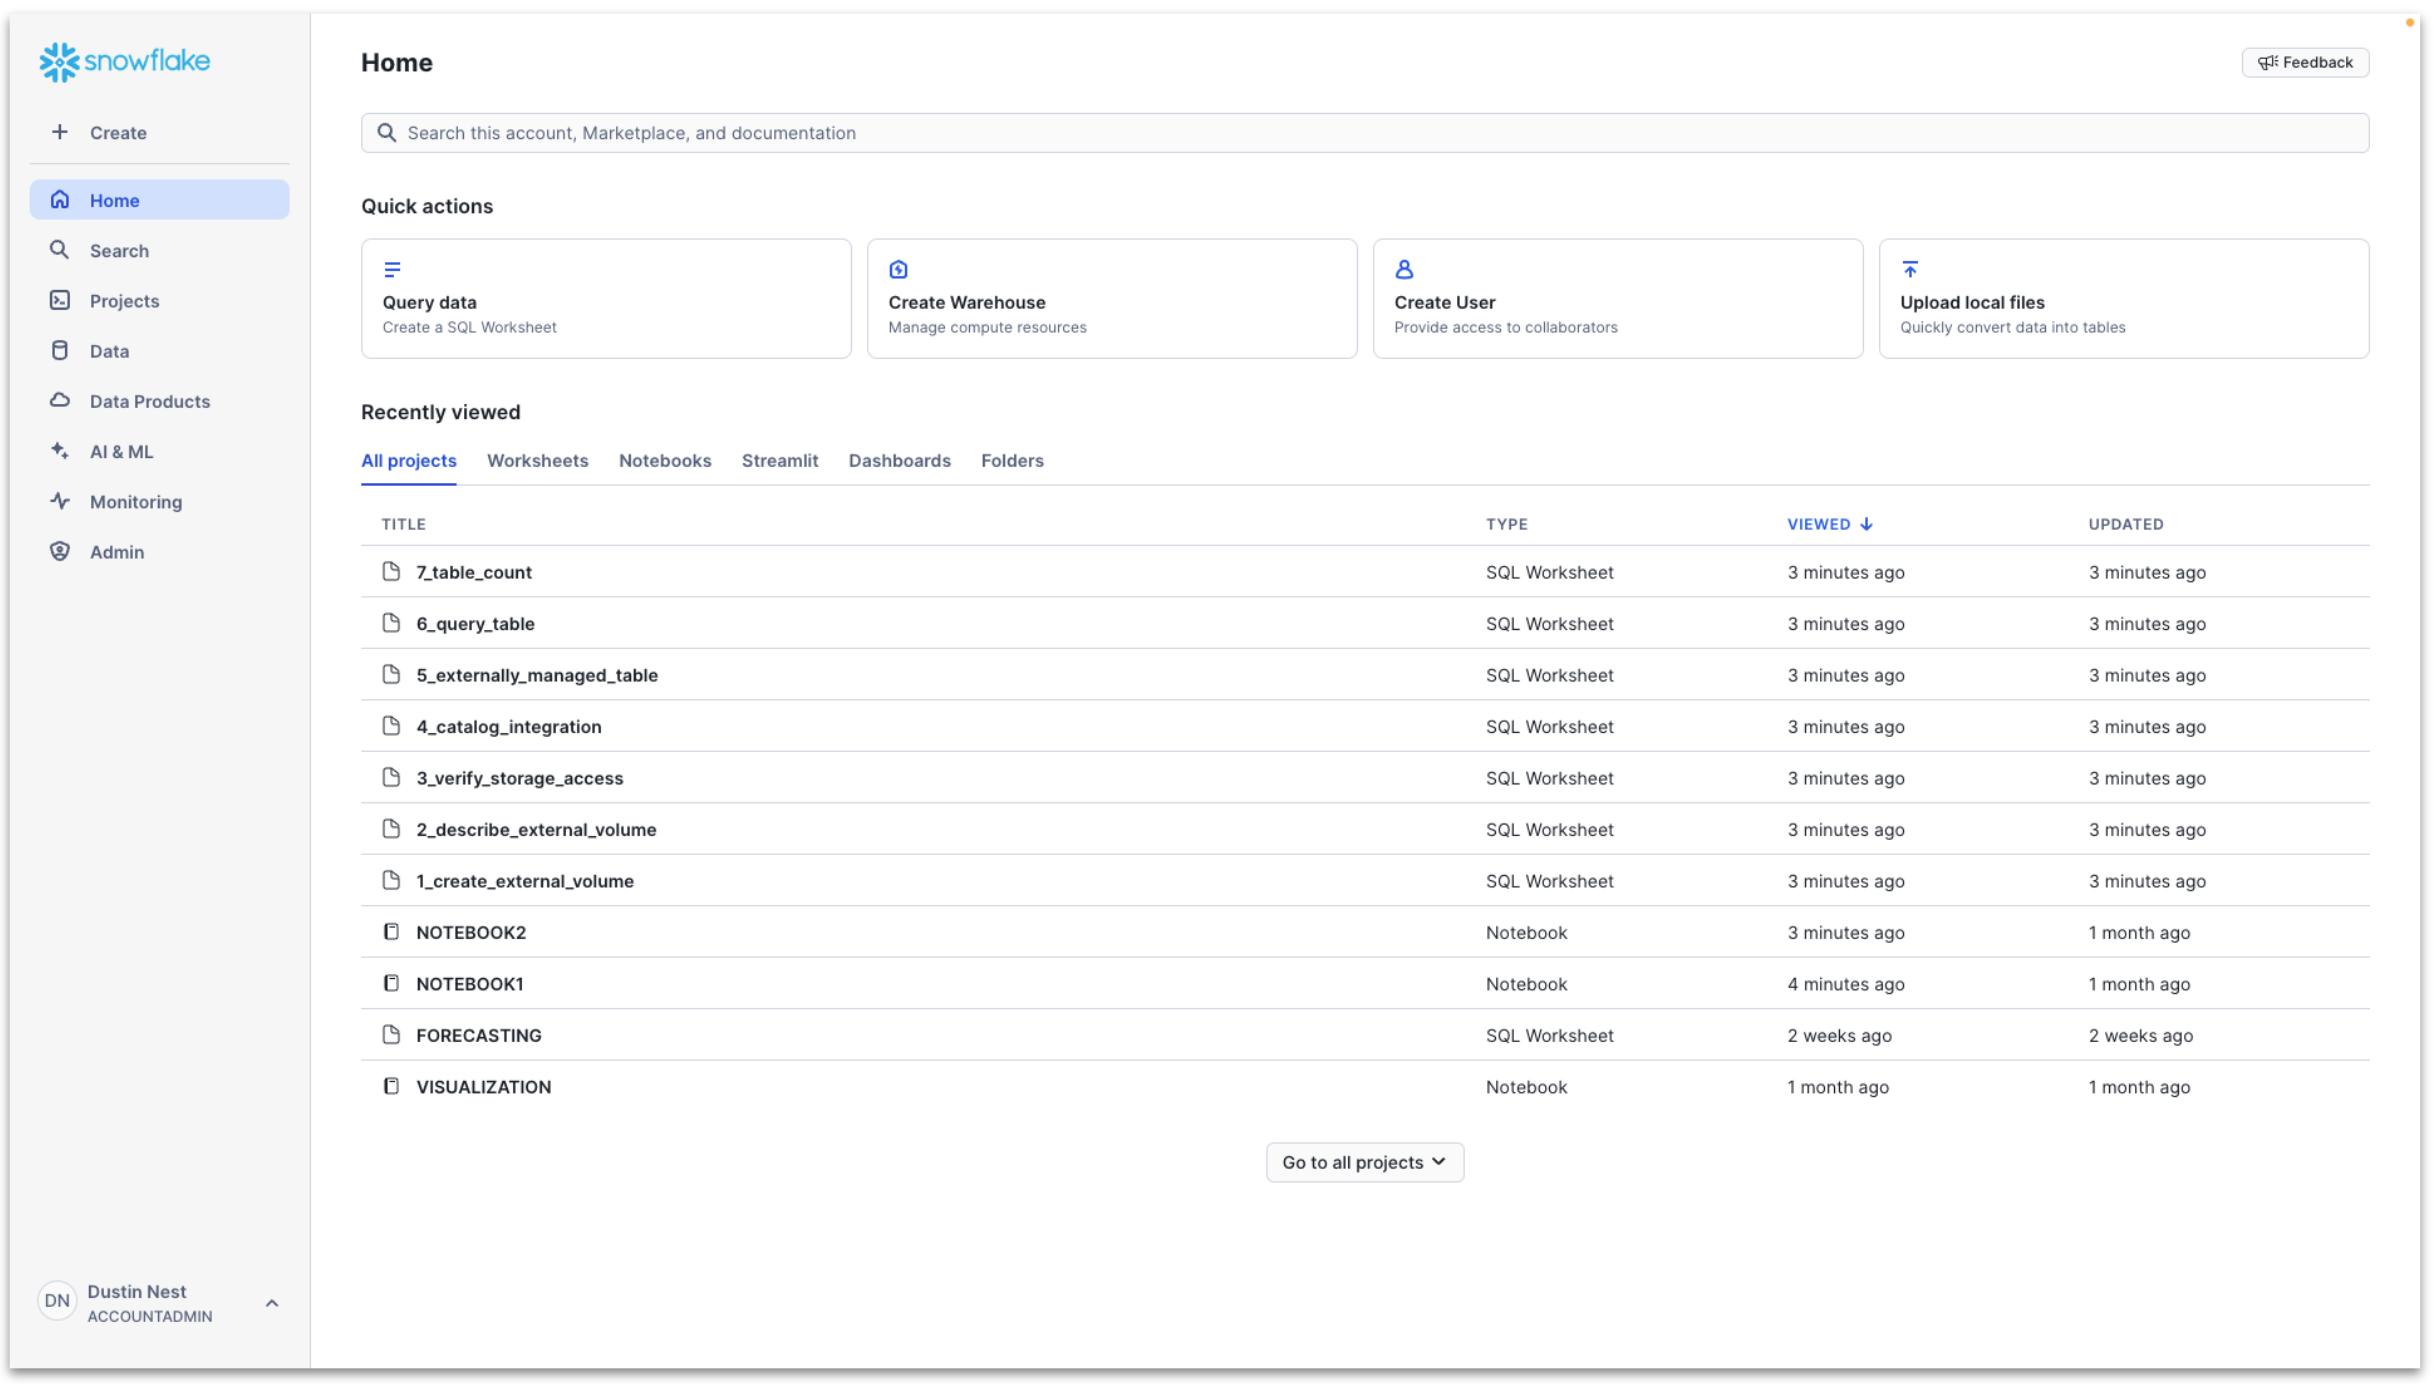 snowflake
Create
Home
Search
Projects
Data
Data Products
AI & ML
Monitoring
Admin
DN
Dustin Nest
ACCOUNTADMIN
Home
Feedback
Search this account, Marketplace, and documentation
Quick actions
Query data
Create a SQL Worksheet
Create Warehouse
Manage compute resources
Create User
Provide access to collaborators
Upload local files
Quickly convert data into tables
Recently viewed
All projects Worksheets Notebooks Streamlit Dashboards Folders
TITLE TYPE VIEWED UPDATED
7_table_count SQL Worksheet 3 minutes ago 3 minutes ago
6_query_table SQL Worksheet 3 minutes ago 3 minutes ago
5_externally_managed_table SQL Worksheet 3 minutes ago 3 minutes ago
4_catalog_integration SQL Worksheet 3 minutes ago 3 minutes ago
3_verify_storage_access SQL Worksheet 3 minutes ago 3 minutes ago
2_describe_external_volume SQL Worksheet 3 minutes ago 3 minutes ago
1_create_external_volume SQL Worksheet 3 minutes ago 3 minutes ago
NOTEBOOK2 Notebook 3 minutes ago 1 month ago
NOTEBOOK1 Notebook 4 minutes ago 1 month ago
FORECASTING SQL Worksheet 2 weeks ago 2 weeks ago
VISUALIZATION Notebook 1 month ago 1 month ago
Go to all projects